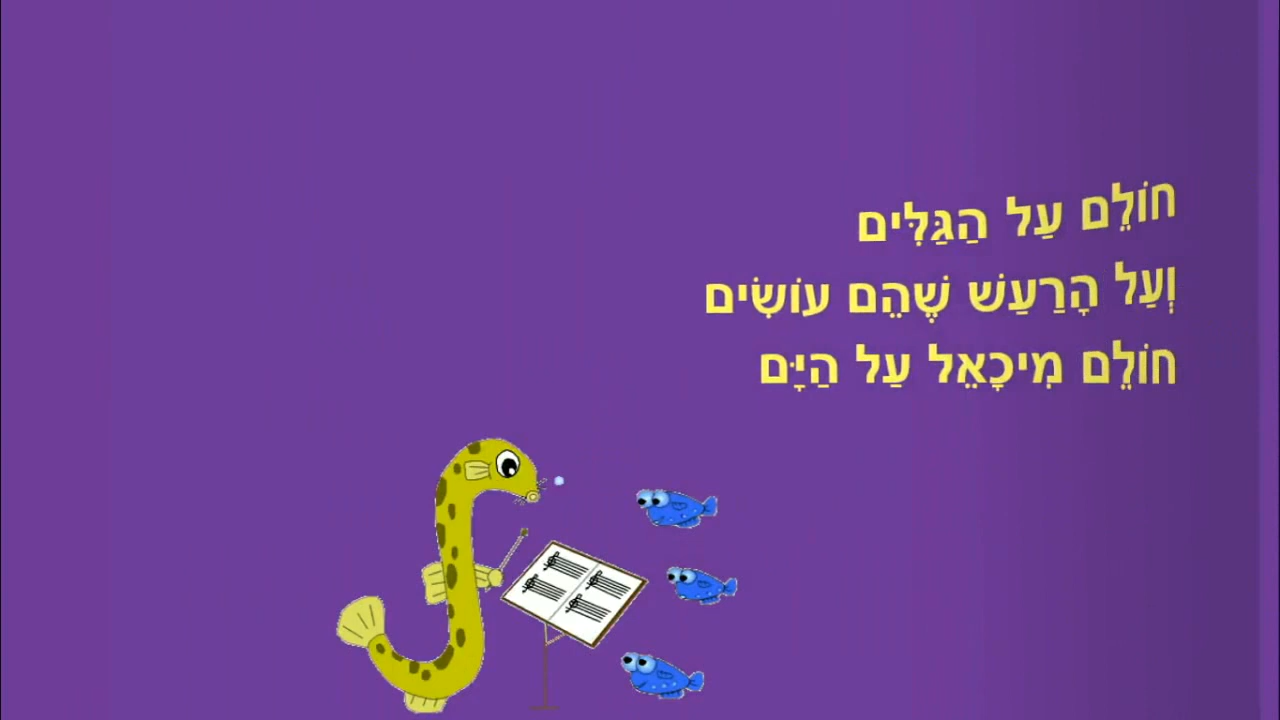 חוֹלֵם עַל הַגַּלִּים
וְעַל הָרַעַשׁ שֶׁהֵם עוֹשִׂים
חוֹלֵם מִיכָאֵל עַל הַיָּם